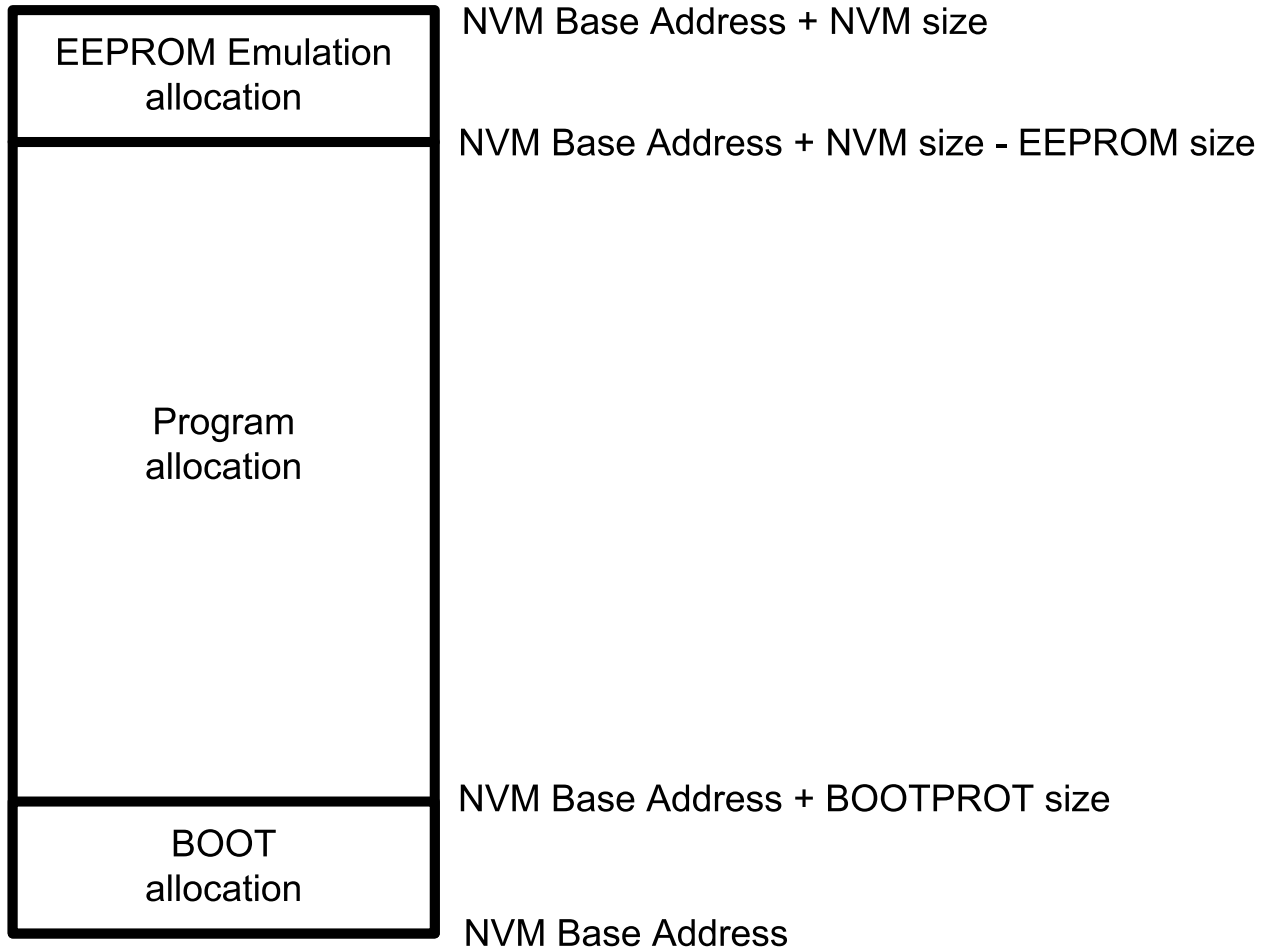 NVM Base Address + NVM size
EEPROM Emulation
allocation
NVM Base Address + NVM size - EEPROM size
Program
allocation
NVM Base Address + BOOTPROT size
BOOT
allocation
NVM Base Address